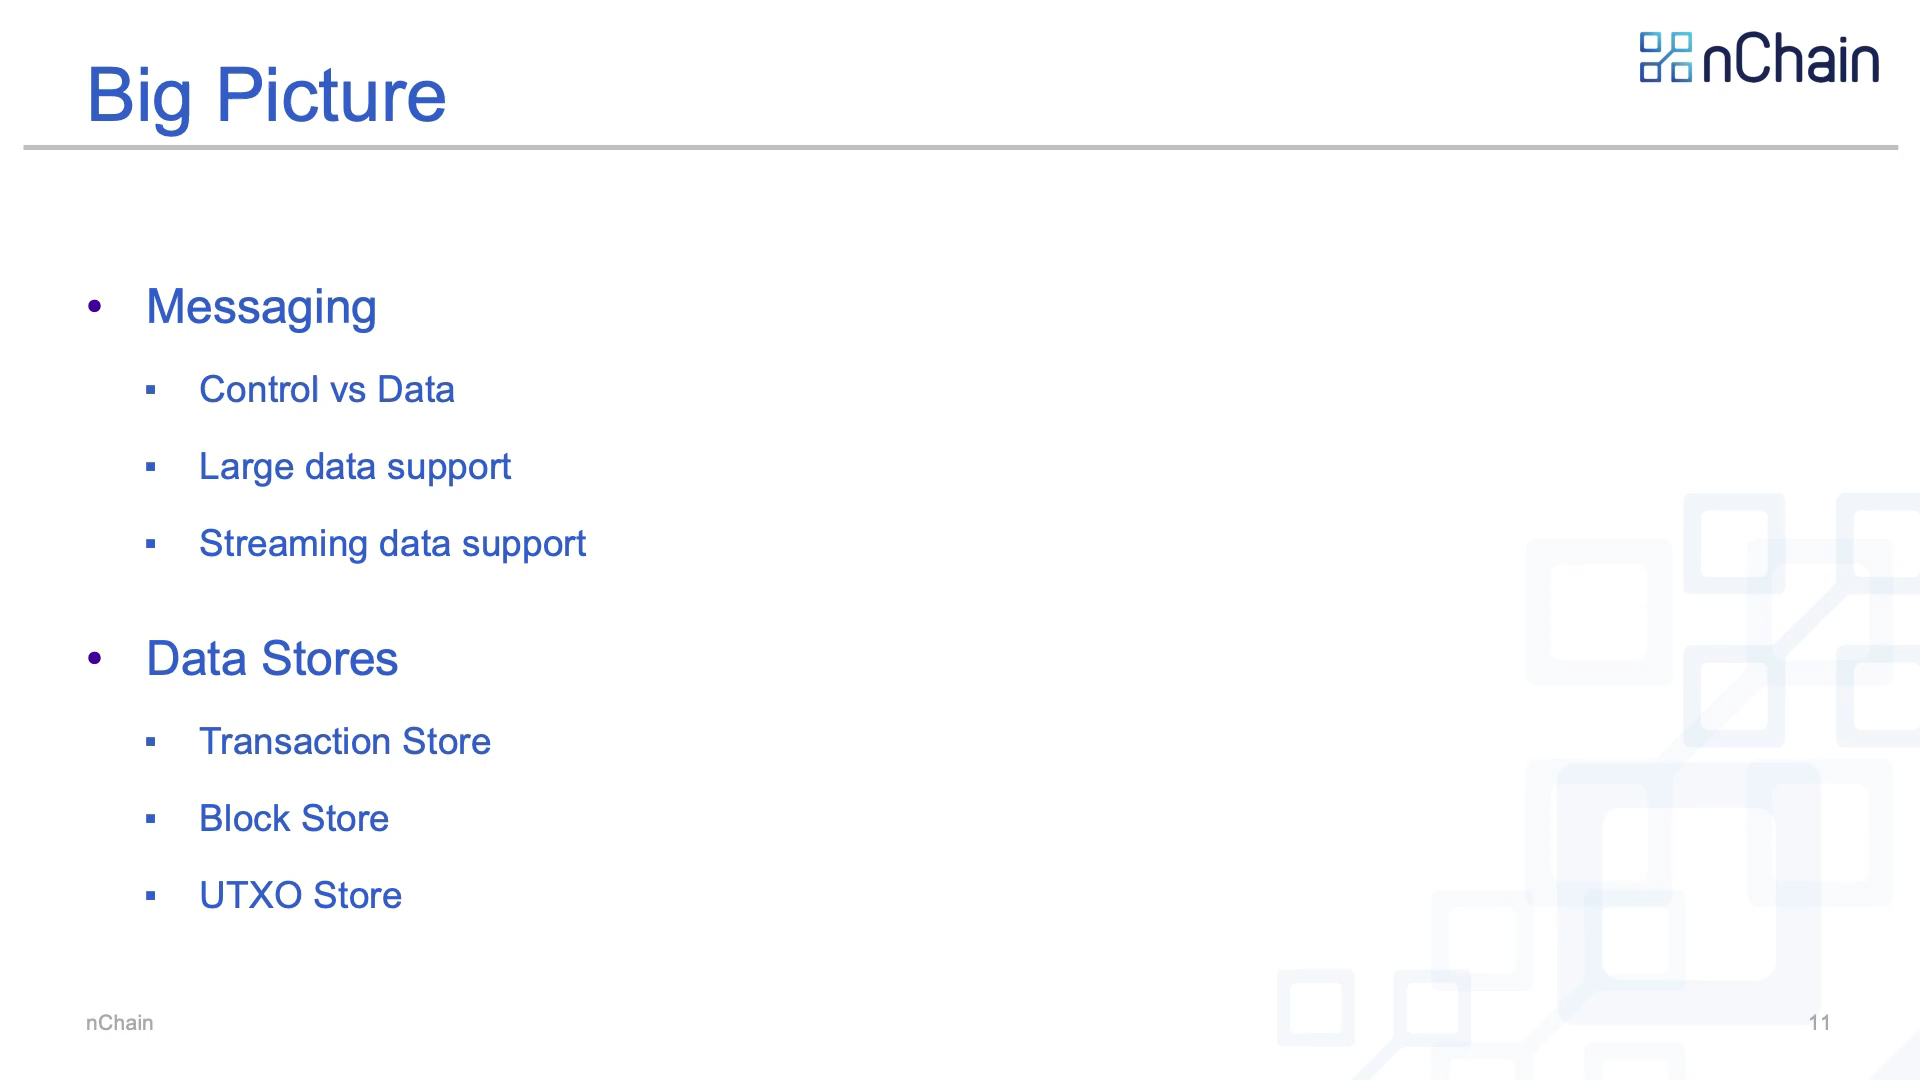 Big Picture
nChain
• Messaging
▪ Control vs Data
▪ Large data support
▪ Streaming data support
• Data Stores
▪ Transaction Store
▪ Block Store
▪ UTXO Store
nChain
11